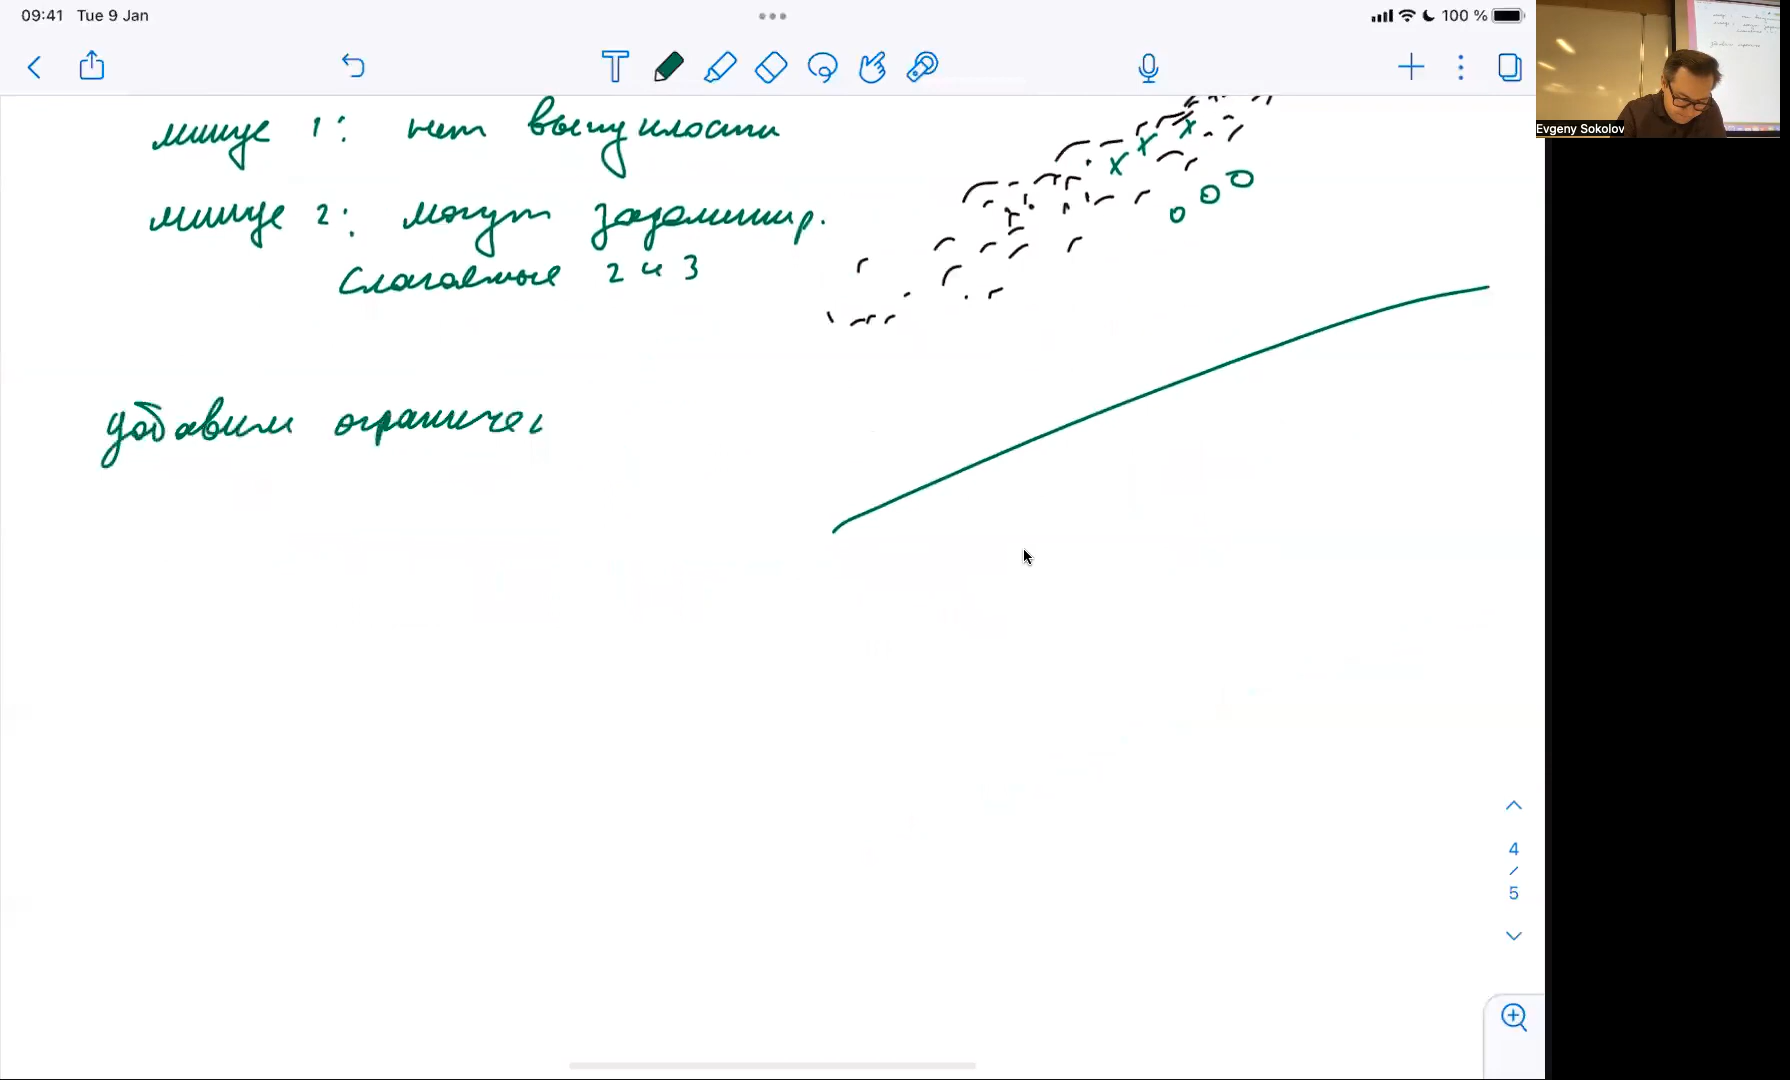 09:41 Tue 9 Jan
100 %
Evgeny Sokolov
минус 1: нет выпуклости
минус 2: могут задоминир.
слагаемые 2 и 3
добавим ограничен
4
/
5